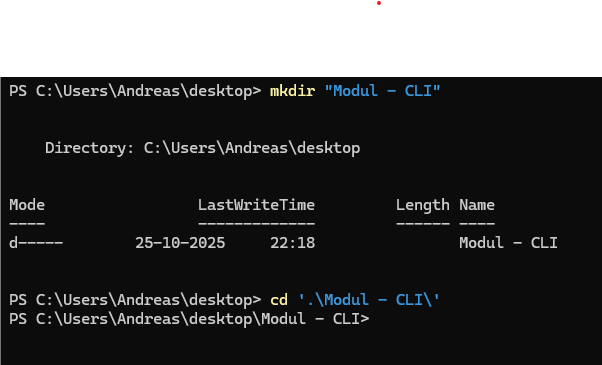 PS C:\Users\Andreas\desktop> mkdir "Modul - CLI"
Directory: C:\Users\Andreas\desktop
Mode                 LastWriteTime         Length Name
----                 -------------         ------ ----
d-----        25-10-2025     22:18                Modul - CLI
PS C:\Users\Andreas\desktop> cd '.\Modul - CLI\'
PS C:\Users\Andreas\desktop\Modul - CLI>